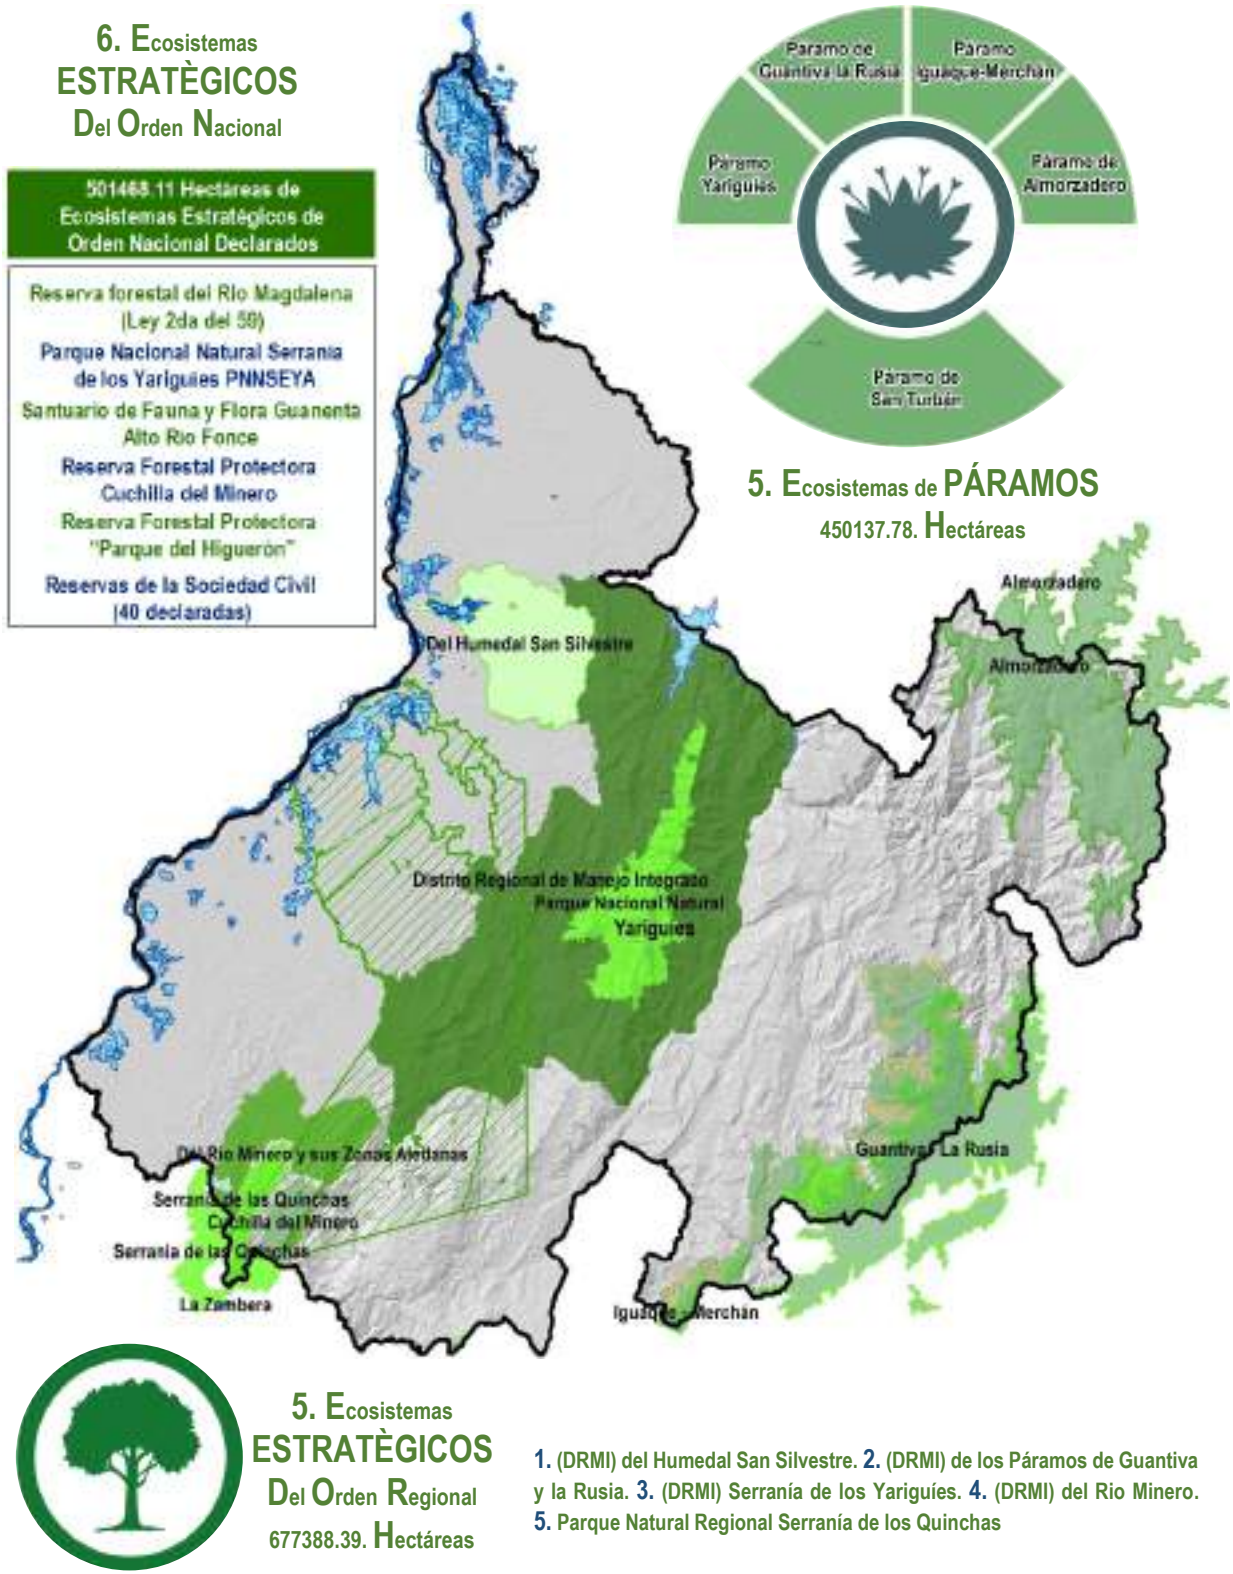 6. Ecosistemas
ESTRATÈGICOS
Del Orden Nacional
501468.11 Hectáreas de
Ecosistemas Estratégicos de
Orden Nacional Declarados
Reserva forestal del Rio Magdalena
(Ley 2da del 59)
Parque Nacional Natural Serrania
de los Yariguies PNNSEYA
Santuario de Fauna y Flora Guanenta
Alto Rio Fonce
Reserva Forestal Protectora
Cuchilla del Minero
Reserva Forestal Protectora
"Parque del Higuerón"
Reservas de la Sociedad Civil
(40 declaradas)
Páramo de
Guantiva la Rusia
Páramo
Iguaque-Merchán
Páramo
Yariguies
Páramo de
Almorzadero
Páramo de
San Turbán
5. Ecosistemas de PÁRAMOS
450137.78. Hectáreas
Almorzadero
Almorzadero
Del Humedal San Silvestre
Distrito Regional de Manejo Integrado
Parque Nacional Natural
Yariguies
Guantiva - La Rusia
Del Rio Minero y sus Zonas Aledanas
Serrania de las Quinchas
Cuchilla del Minero
Serrania de las Quinchas
La Zambera
Iguaque - Merchán
5. Ecosistemas
ESTRATÈGICOS
Del Orden Regional
677388.39. Hectáreas
1. (DRMI) del Humedal San Silvestre. 2. (DRMI) de los Páramos de Guantiva
y la Rusia. 3. (DRMI) Serranía de los Yariguíes. 4. (DRMI) del Rio Minero.
5. Parque Natural Regional Serranía de los Quinchas